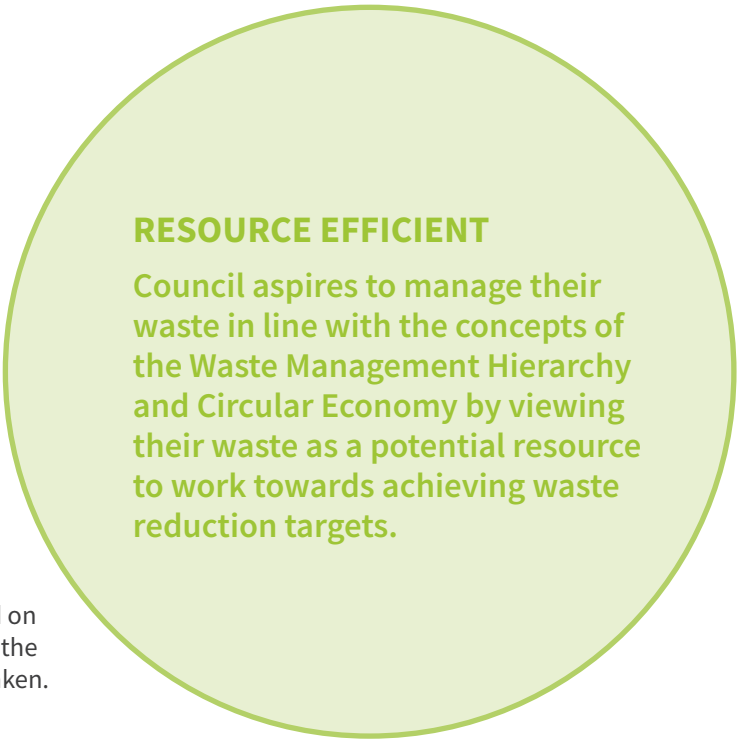 RESOURCE EFFICIENT
Council aspires to manage their
waste in line with the concepts of
the Waste Management Hierarchy
and Circular Economy by viewing
their waste as a potential resource
to work towards achieving waste
reduction targets.
on
the